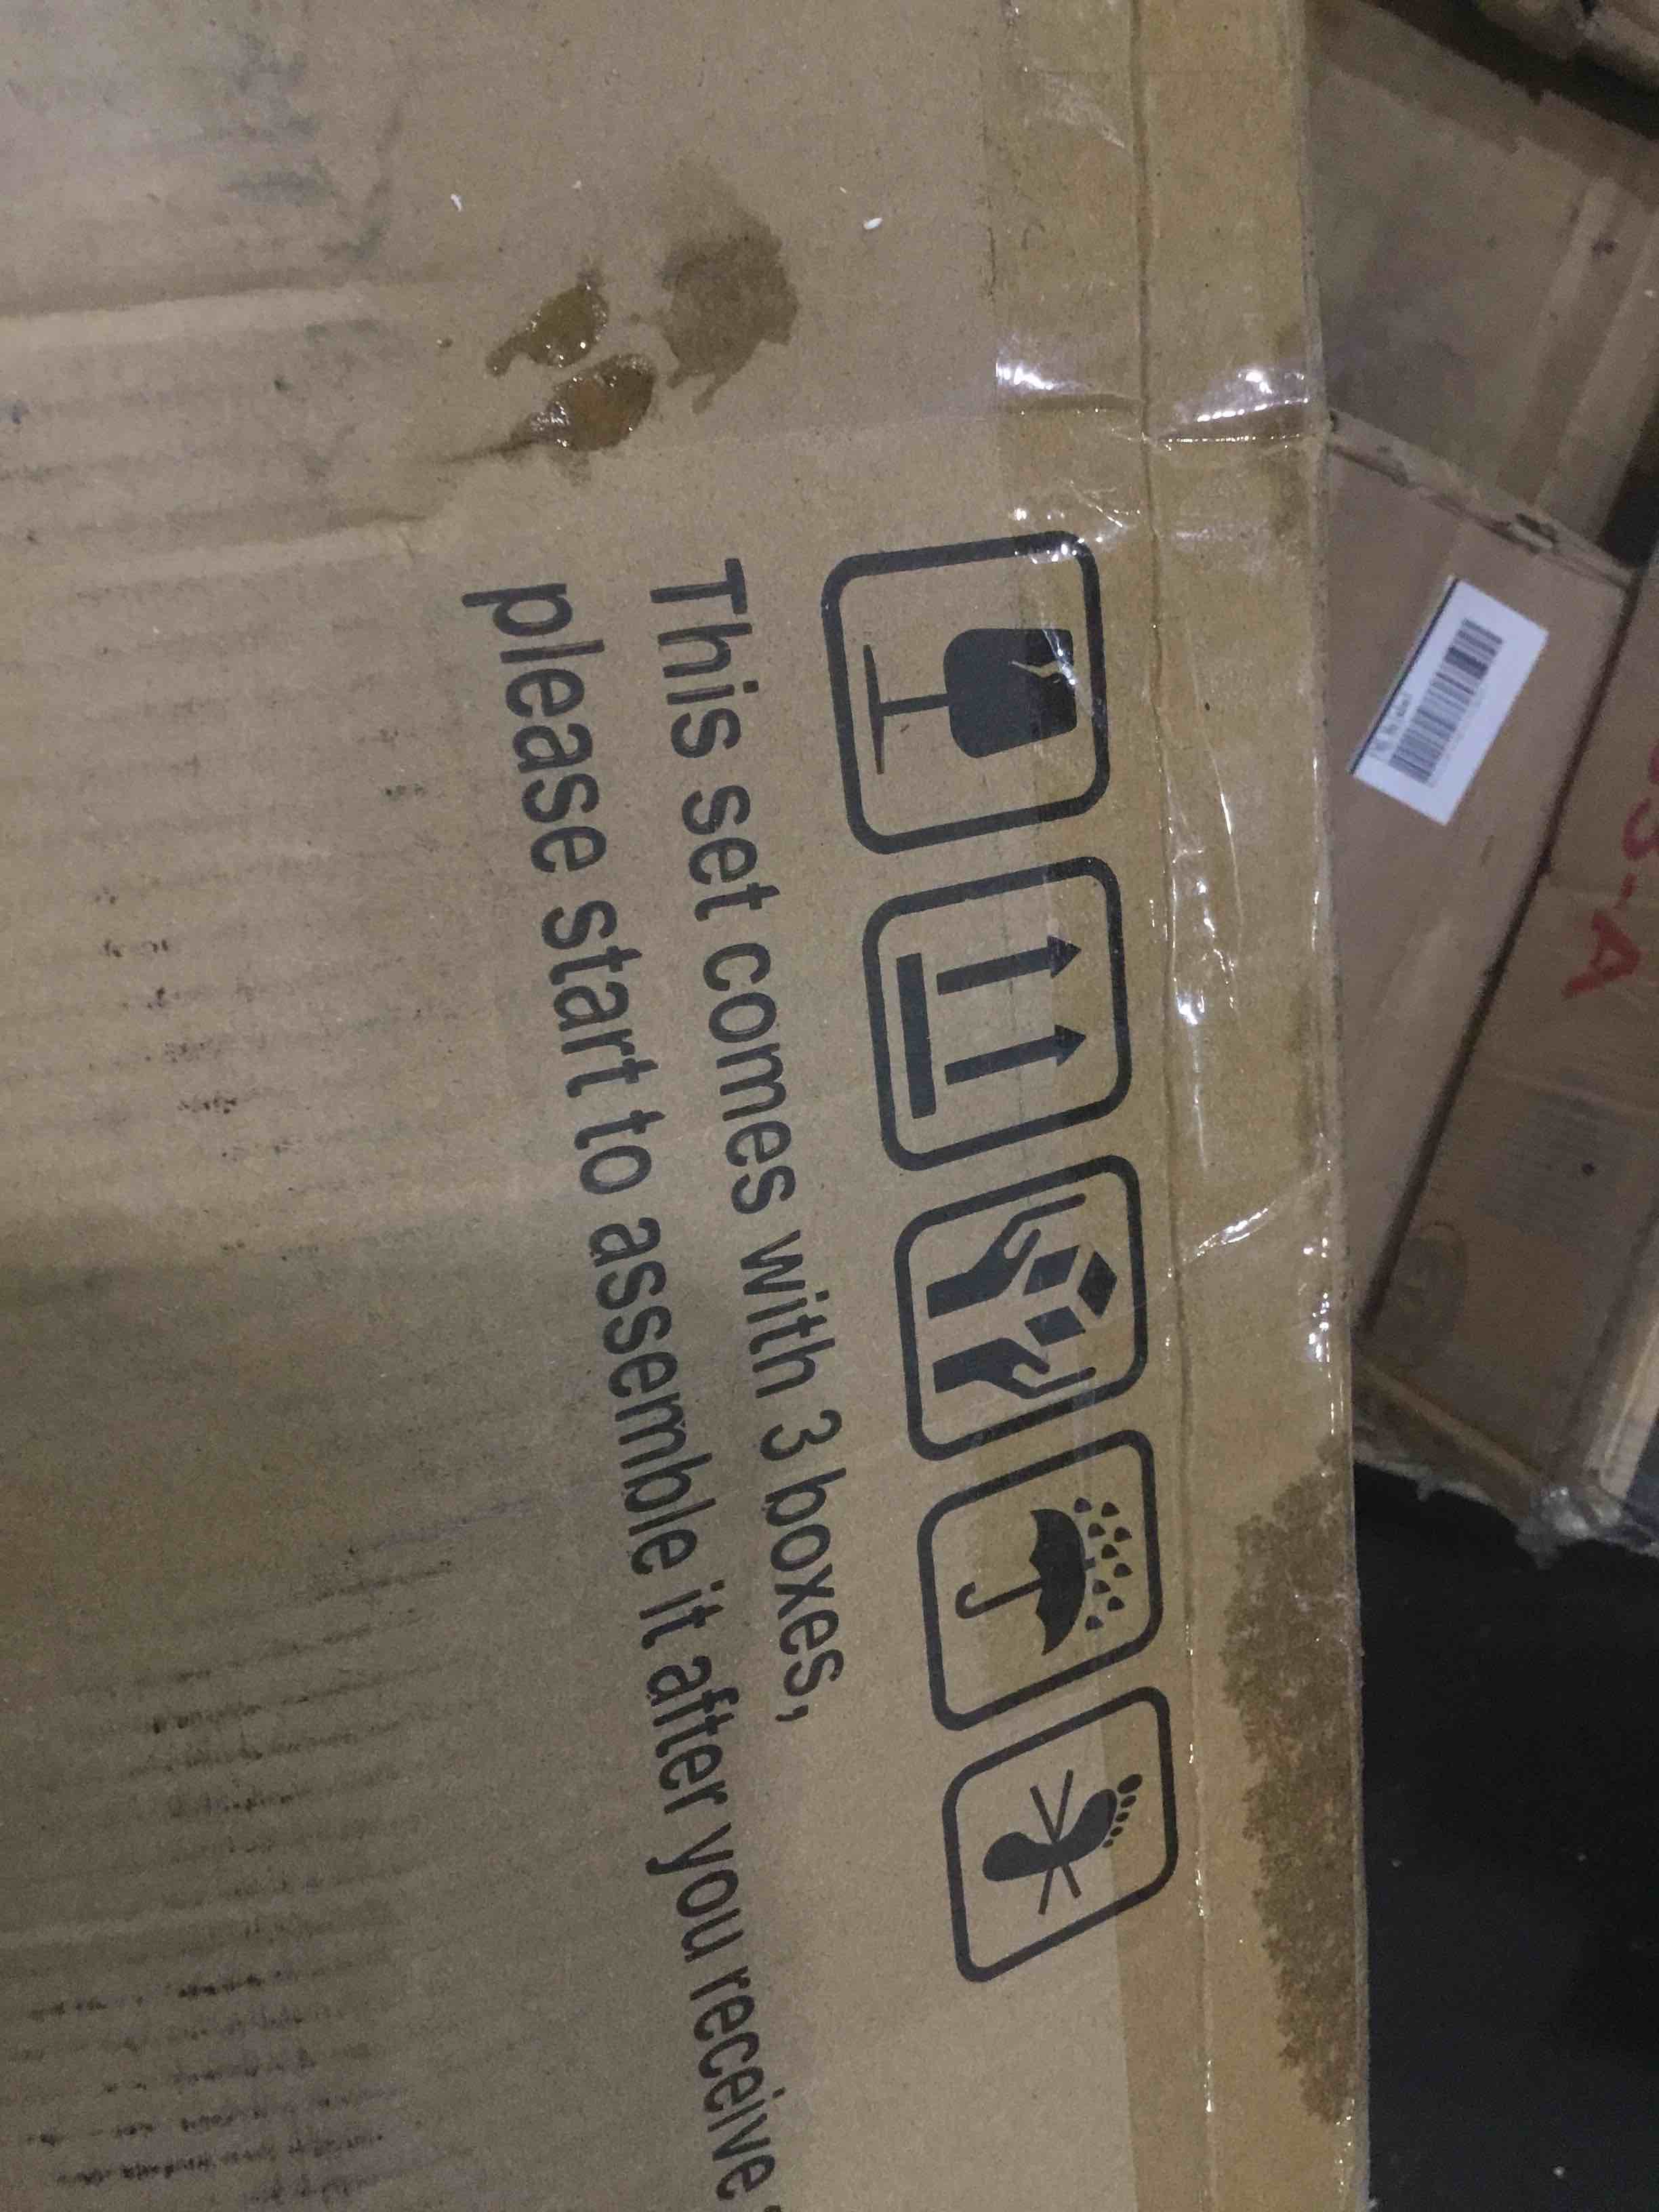 This set comes with 3 boxes,
please start to assemble it after you receive
-A